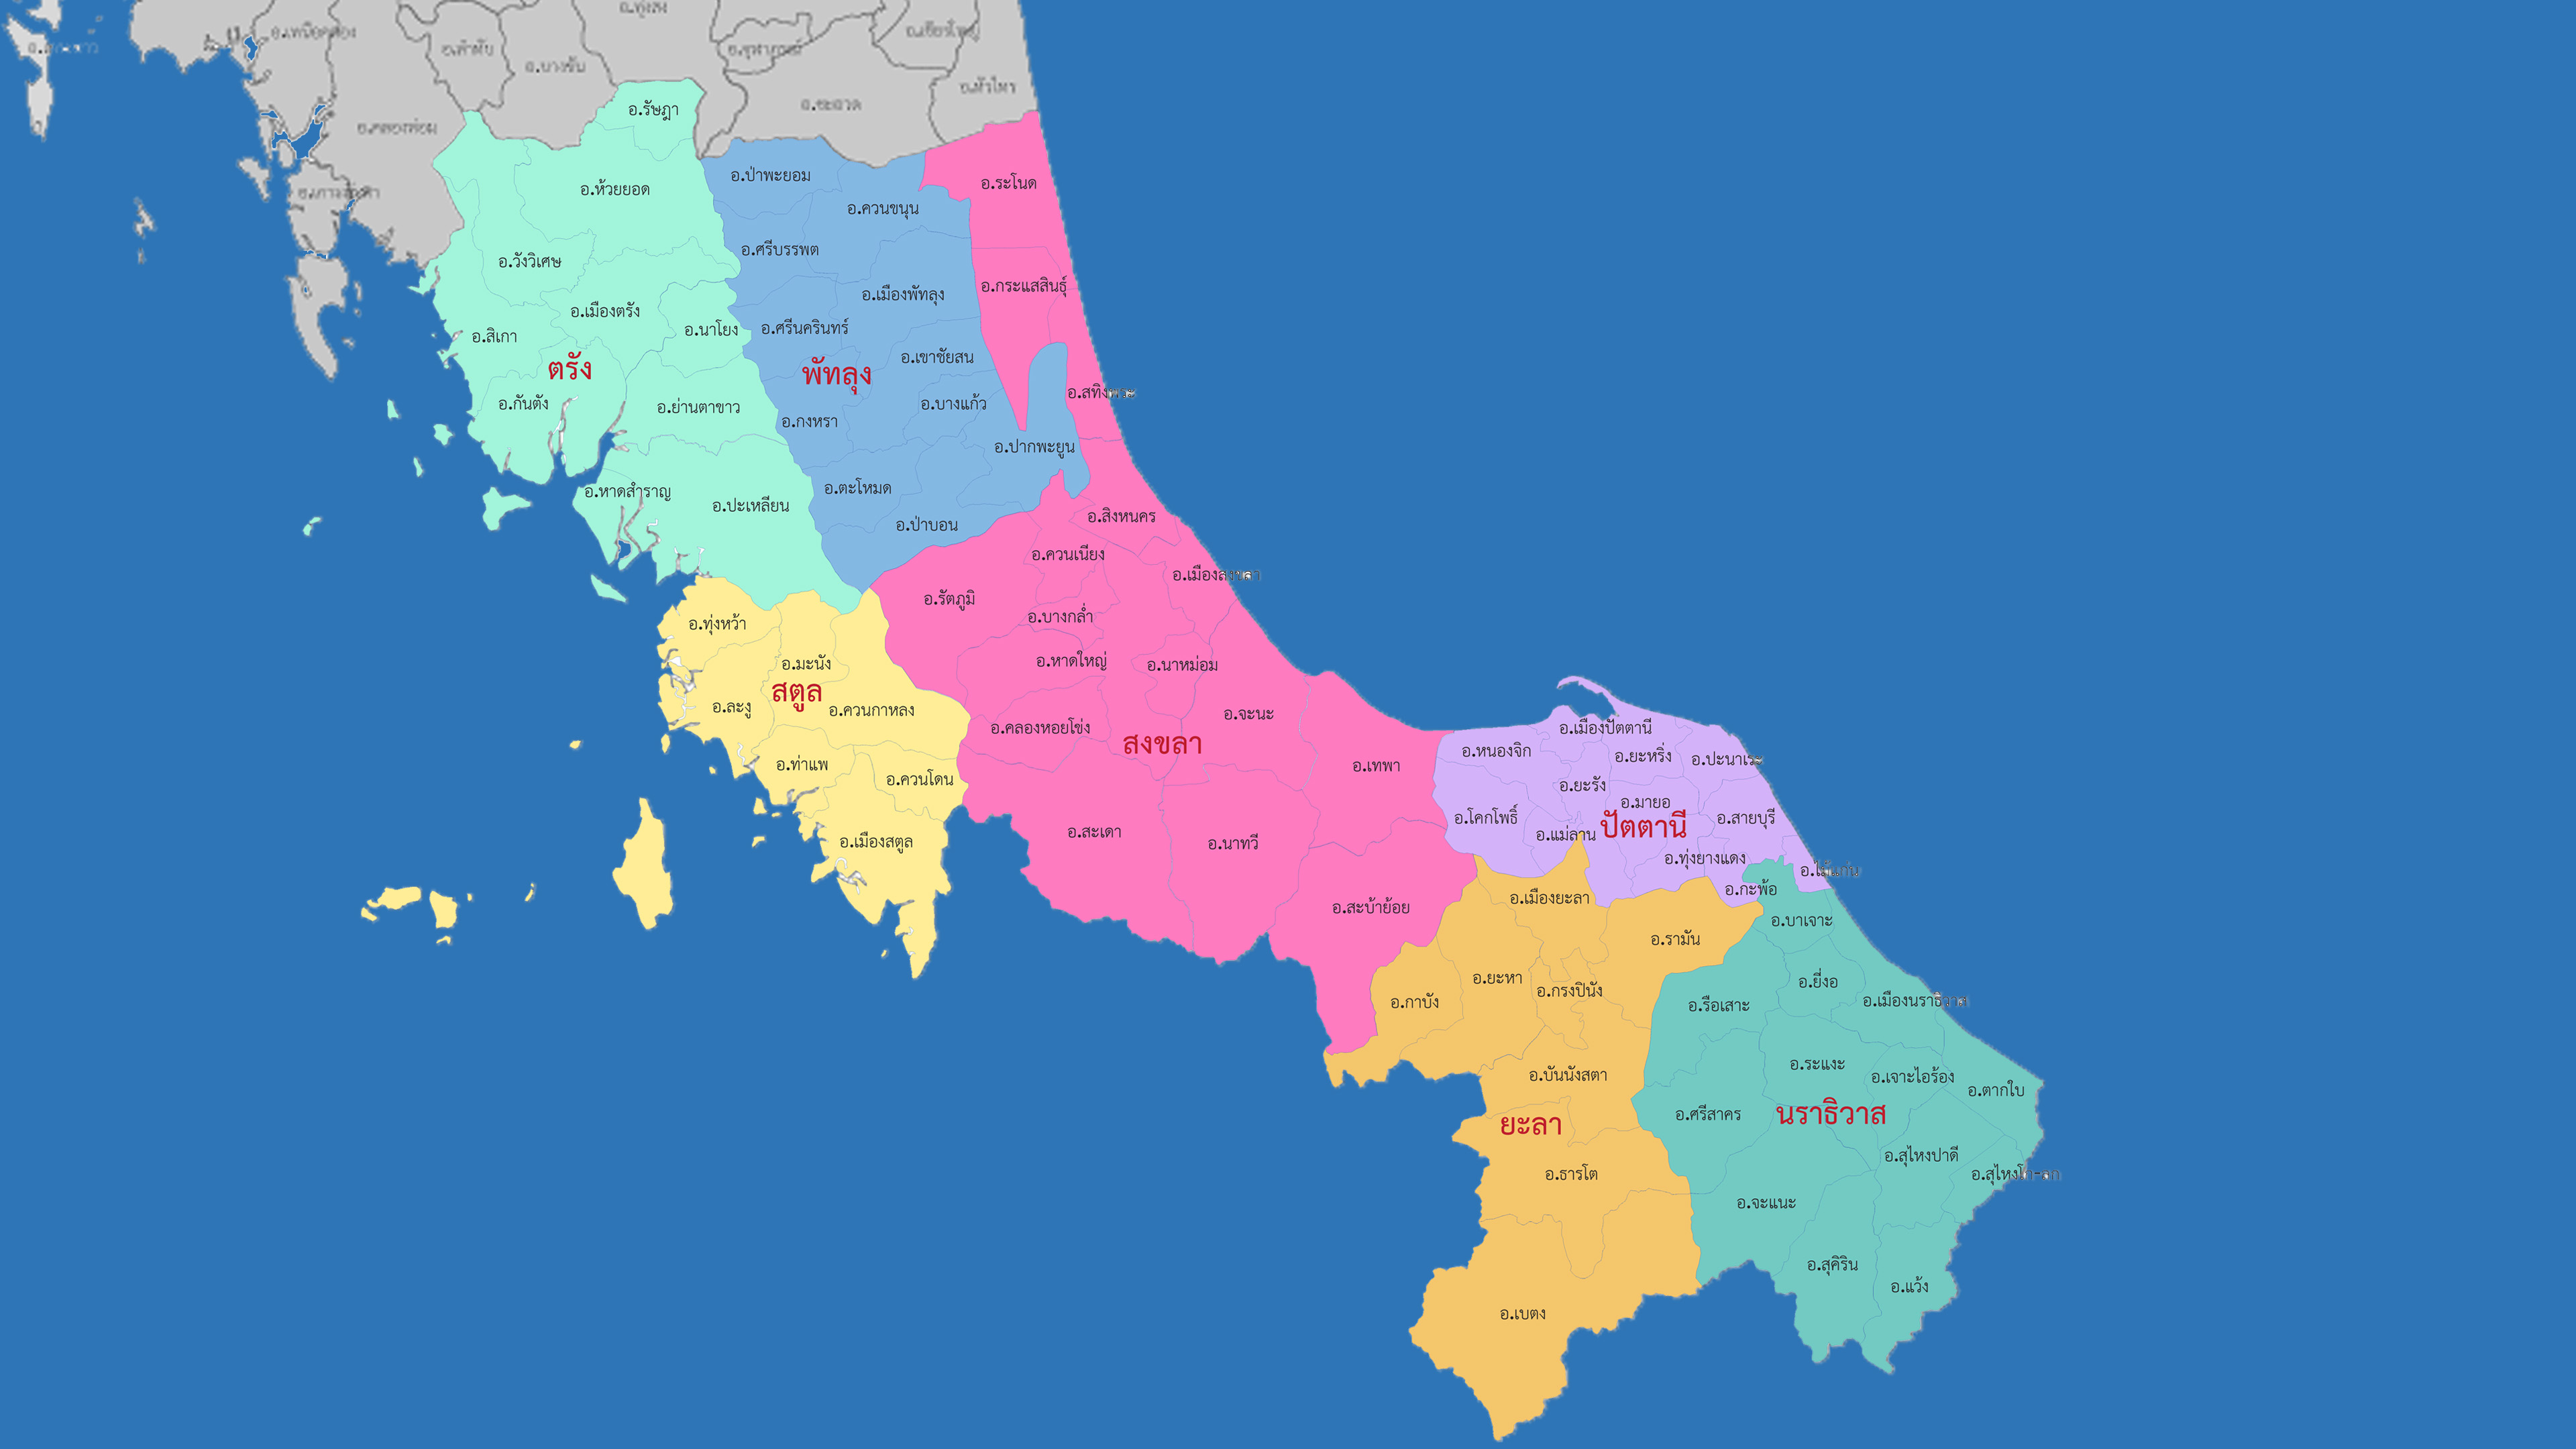 อ.ทุ่งสง
อ.เหนือคลอง
อ.ลำทับ
อ.บางขัน
อ.จุฬาภรณ์
อ.เชียรใหญ่
อ.หัวไทร
อ.ชะอวด
อ.คลองท่อม
อ.รัษฎา
อ.ห้วยยอด
อ.วังวิเศษ
อ.เมืองตรัง
อ.นาโยง
อ.สิเกา
ตรัง
อ.กันตัง
อ.ย่านตาขาว
อ.หาดสำราญ
อ.ปะเหลียน
อ.ป่าพะยอม
อ.ควนขนุน
อ.ศรีบรรพต
อ.เมืองพัทลุง
อ.ศรีนครินทร์
อ.เขาชัยสน
พัทลุง
อ.บางแก้ว
อ.กงหรา
อ.ปากพะยูน
อ.ตะโหมด
อ.ป่าบอน
อ.ระโนด
อ.กระแสสินธุ์
อ.สทิงพระ
อ.สิงหนคร
อ.ควนเนียง
อ.เมืองสงขลา
อ.รัตภูมิ
อ.บางกล่ำ
อ.หาดใหญ่
อ.นาหม่อม
อ.จะนะ
อ.คลองหอยโข่ง
สงขลา
อ.เทพา
อ.สะเดา
อ.นาทวี
อ.สะบ้าย้อย
อ.ทุ่งหว้า
อ.มะนัง
สตูล
อ.ละงู
อ.ควนกาหลง
อ.ท่าแพ
อ.ควนโดน
อ.เมืองสตูล
อ.เมืองปัตตานี
อ.หนองจิก
อ.ยะหริ่ง
อ.ปะนาเระ
อ.ยะรัง
อ.มายอ
อ.โคกโพธิ์
อ.แม่ลาน
ปัตตานี
อ.สายบุรี
อ.ทุ่งยางแดง
อ.ไม้แก่น
อ.กะพ้อ
อ.เมืองยะลา
อ.รามัน
อ.ยะหา
อ.กรงปินัง
อ.กาบัง
อ.บันนังสตา
ยะลา
อ.ธารโต
อ.เบตง
อ.บาเจาะ
อ.ยี่งอ
อ.เมืองนราธิวาส
อ.รือเสาะ
อ.ระแงะ
อ.เจาะไอร้อง
อ.ตากใบ
อ.ศรีสาคร
นราธิวาส
อ.สุไหงปาดี
อ.สุไหงโก-ลก
อ.จะแนะ
อ.สุคิริน
อ.แว้ง